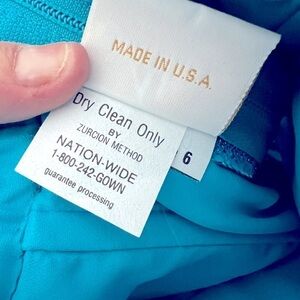 MADE IN U.S.A.
Dry Clean Only
BY
ZURCION METHOD
NATION-WIDE
1-800-242-GOWN
guarantee processing
6